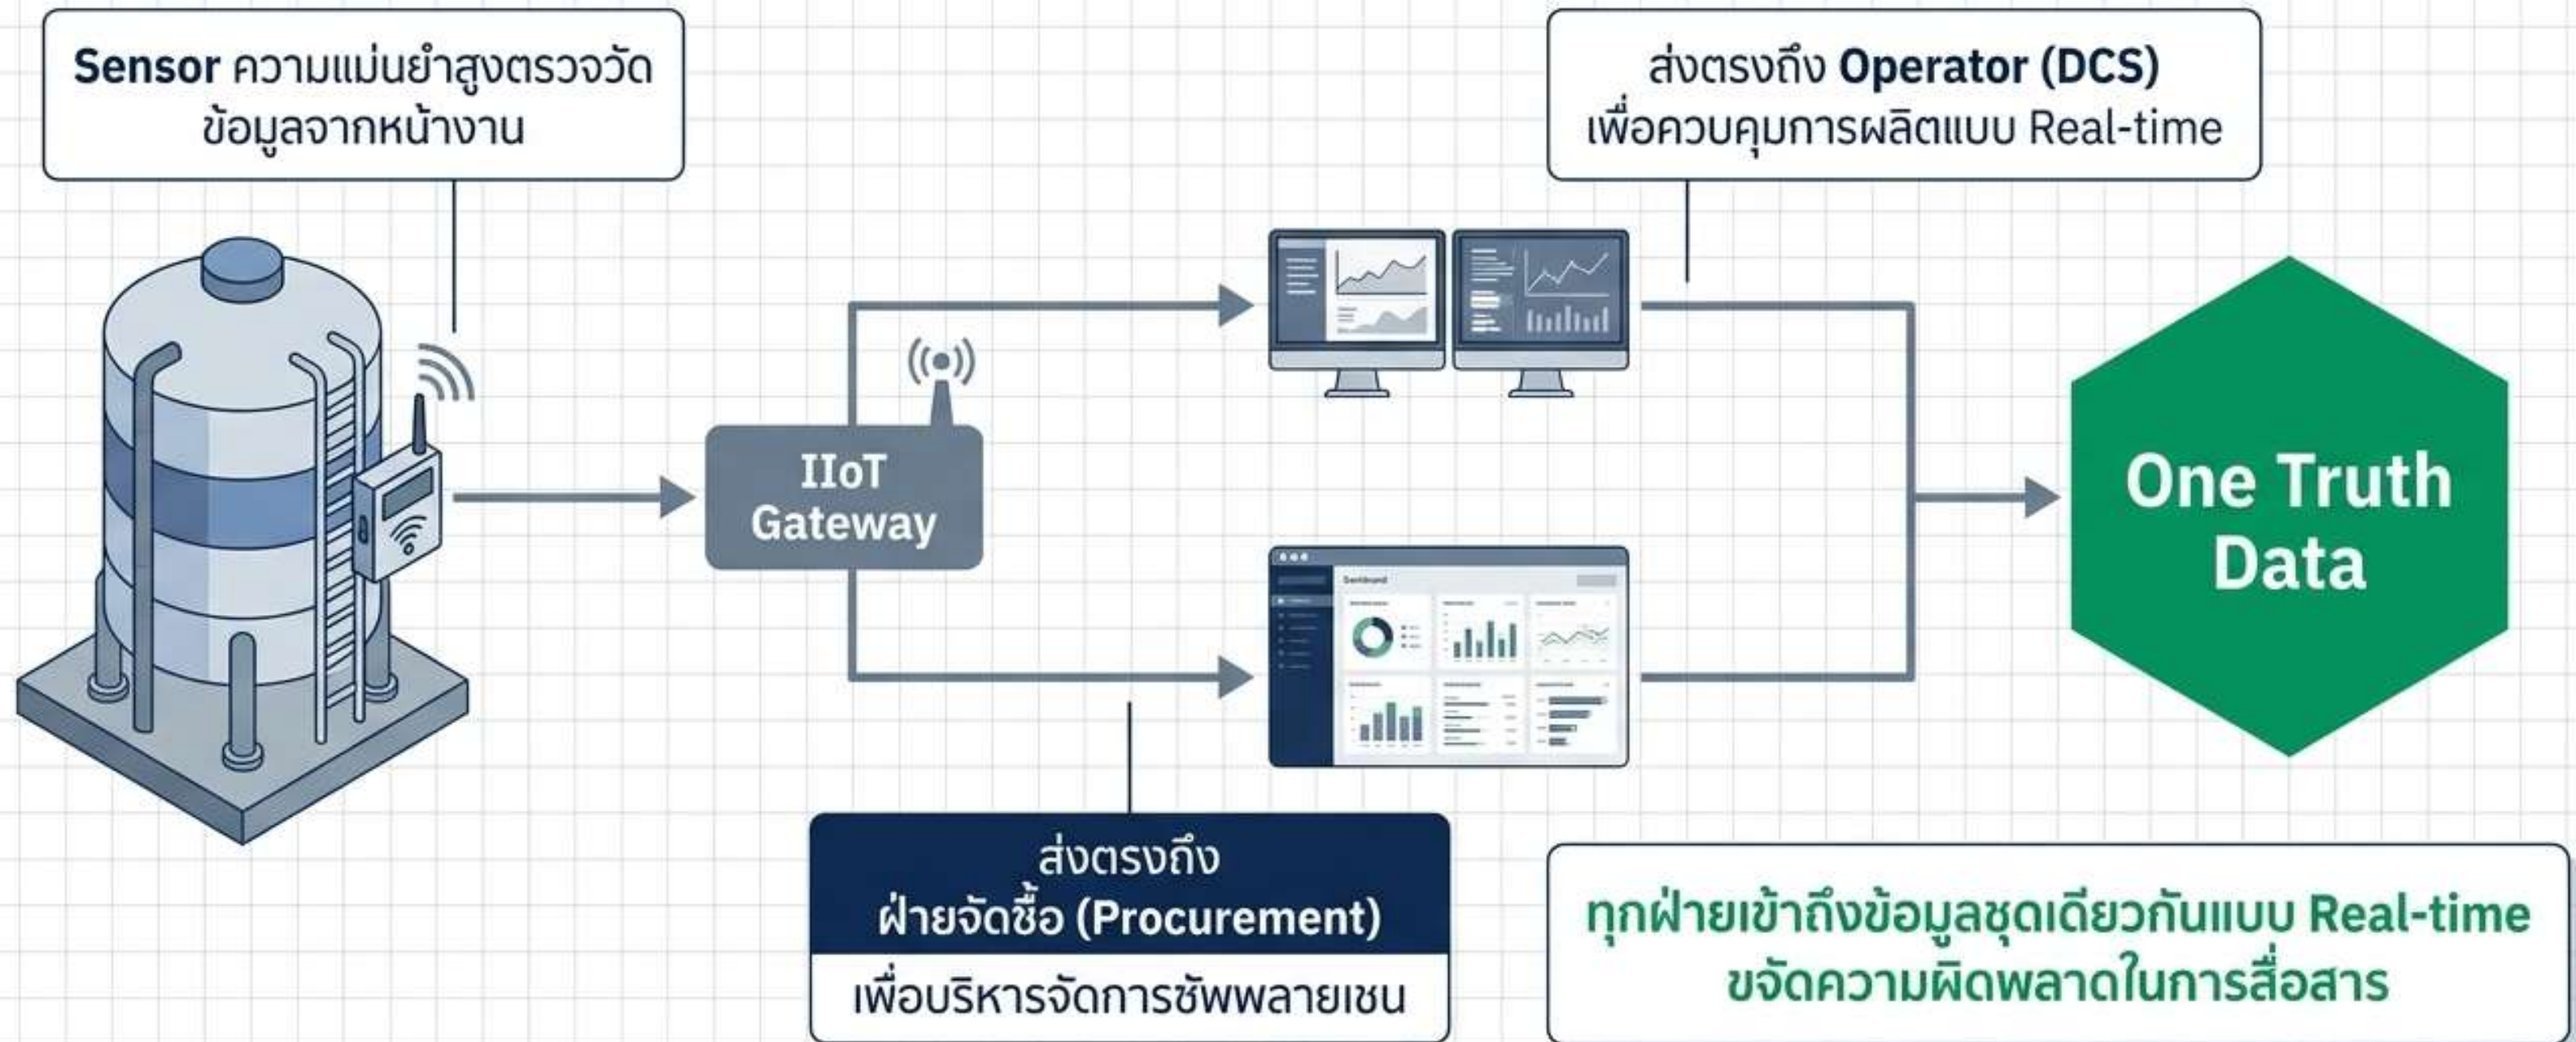 Sensor ความแม่นยำสูงตรวจวัด
ข้อมูลจากหน้างาน
ส่งตรงถึง Operator (DCS)
เพื่อควบคุมการผลิตแบบ Real-time
IIoT
Gateway
One Truth
Data
ส่งตรงถึง
ฝ่ายจัดซื้อ (Procurement)
เพื่อบริหารจัดการซัพพลายเชน
ทุกฝ่ายเข้าถึงข้อมูลชุดเดียวกันแบบ Real-time
ขจัดความผิดพลาดในการสื่อสาร